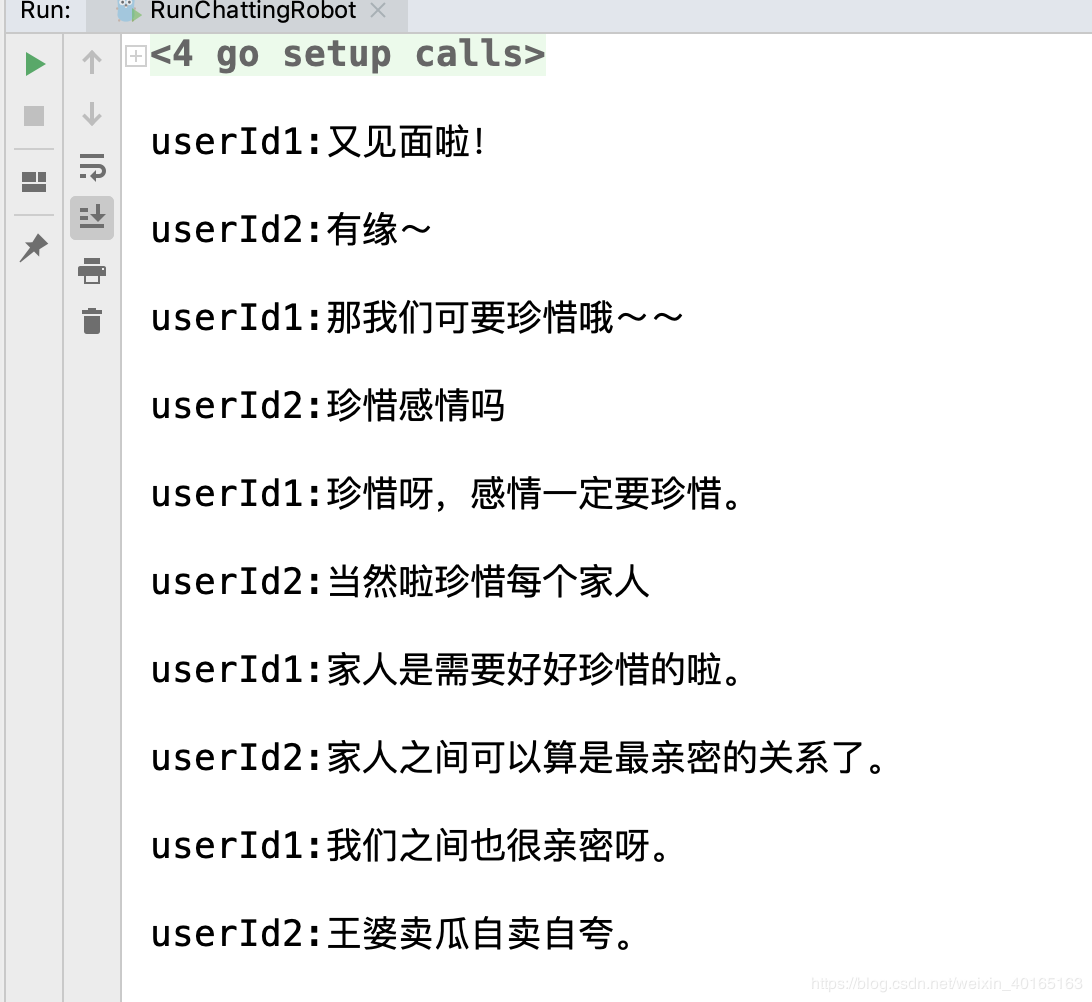 Run: RunChattingRobot
<4 go setup calls>
userId1:又见面啦!
userId2:有缘～
userId1:那我们可要珍惜哦～～
userId2:珍惜感情吗
userId1:珍惜呀，感情一定要珍惜。
userId2:当然啦珍惜每个家人
userId1:家人是需要好好珍惜的啦。
userId2:家人之间可以算是最亲密的关系了。
userId1:我们之间也很亲密呀。
userId2:王婆卖瓜自卖自夸。
https://blog.csdn.net/weixin_40165163